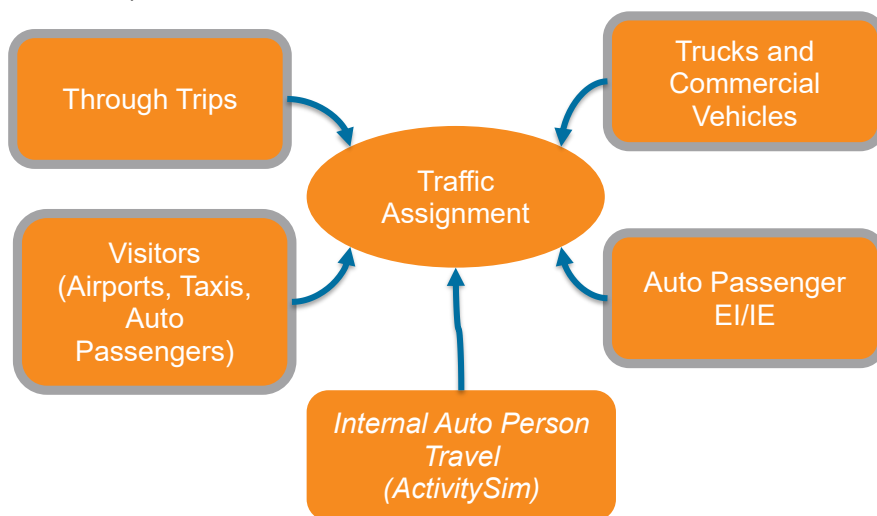 Through Trips
Trucks and
Commercial
Vehicles
Traffic
Assignment
Visitors
(Airports, Taxis,
Auto
Passengers)
Auto Passenger
EI/IE
Internal Auto Person
Travel
(ActivitySim)